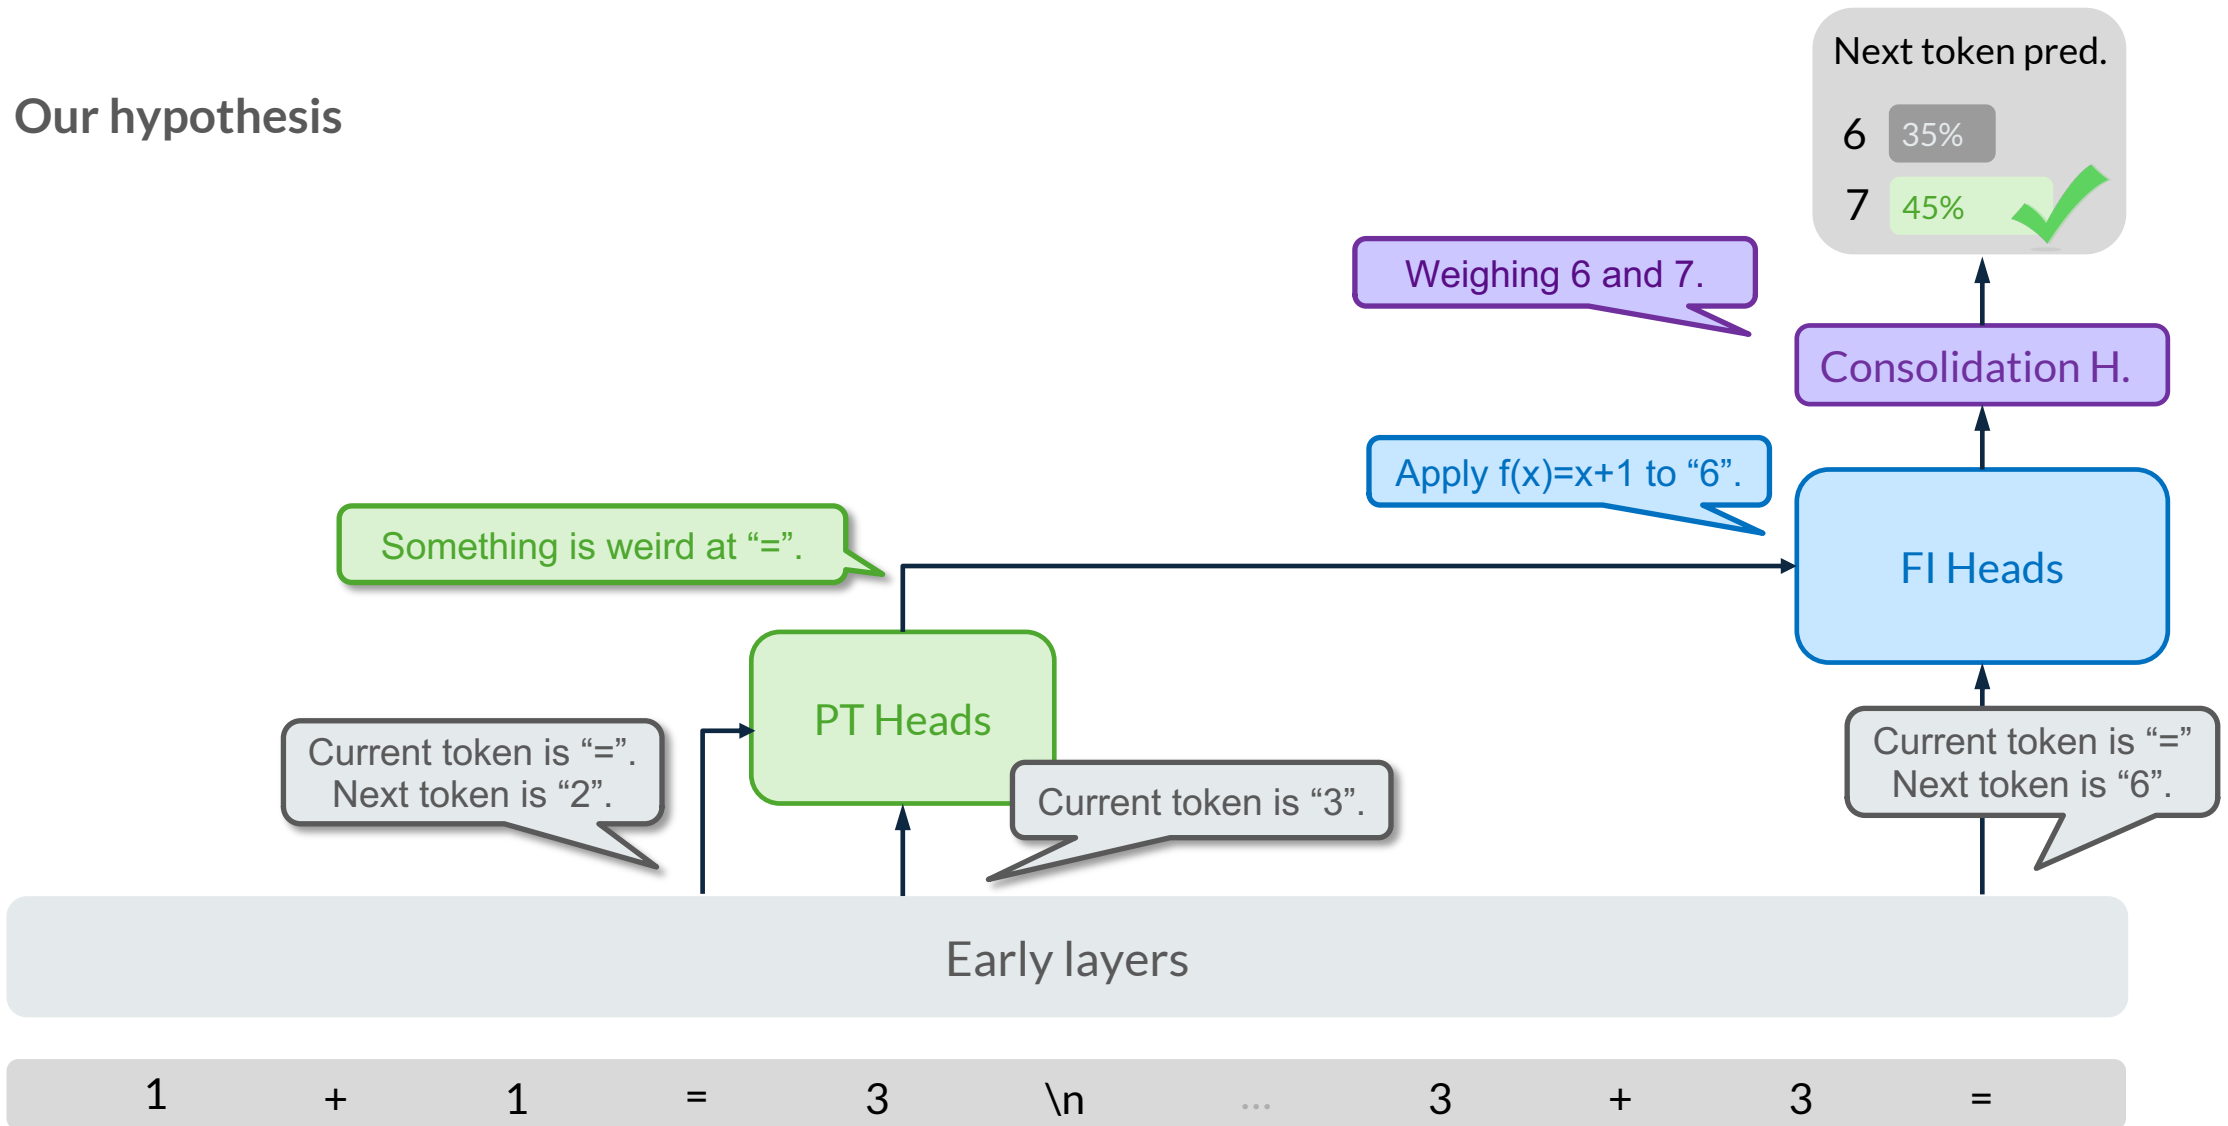 Our hypothesis
Next token pred.
6 35%
7 45%
Weighing 6 and 7.
Consolidation H.
Apply f(x)=x+1 to “6”.
FI Heads
Something is weird at “=”.
PT Heads
Current token is “=”.
Next token is “2”.
Current token is “3”.
Current token is “=”
Next token is “6”.
Early layers
1 + 1 = 3 \n ... 3 + 3 =